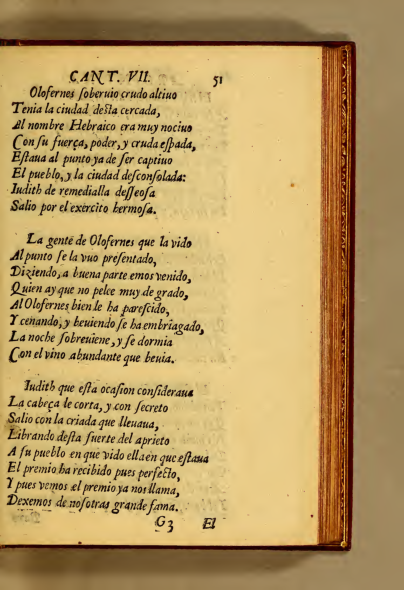 CANT. VII. 51
Olofernes ſoberuio crudo altiuo
Tenia la ciudad deſta cercada,
Al nombre Hebraico era muy nociuo
Con ſu fuerça, poder, y cruda eſpada,
Eſtaua al punto ya de ſer captiuo
El pueblo, y la ciudad deſconſolada:
Iudith de remedialla deſſeoſa
Salio por el exercito hermoſa.
La gente de Olofernes que la vido
Al punto ſe la vuo preſentado,
Diziendo, a buena parte emos venido,
Quien ay que no pelee muy de grado,
Al Olofernes bien le ha pareſcido,
Y cenando, y beuiendo ſe ha embriagado,
La noche ſobreuiene, y ſe dormia
Con el vino abundante que beuia.
Iudith que eſta ocaſion conſideraua
La cabeça le corta, y con ſecreto
Salio con la criada que lleuaua,
Librando deſta fuerte del aprieto
A ſu pueblo en que vido ella en que eſtaua
El premio ha recibido pues perfecto,
Y pues vemos el premio ya nos llama,
Dexemos de noſotras grande fama.
G3 El